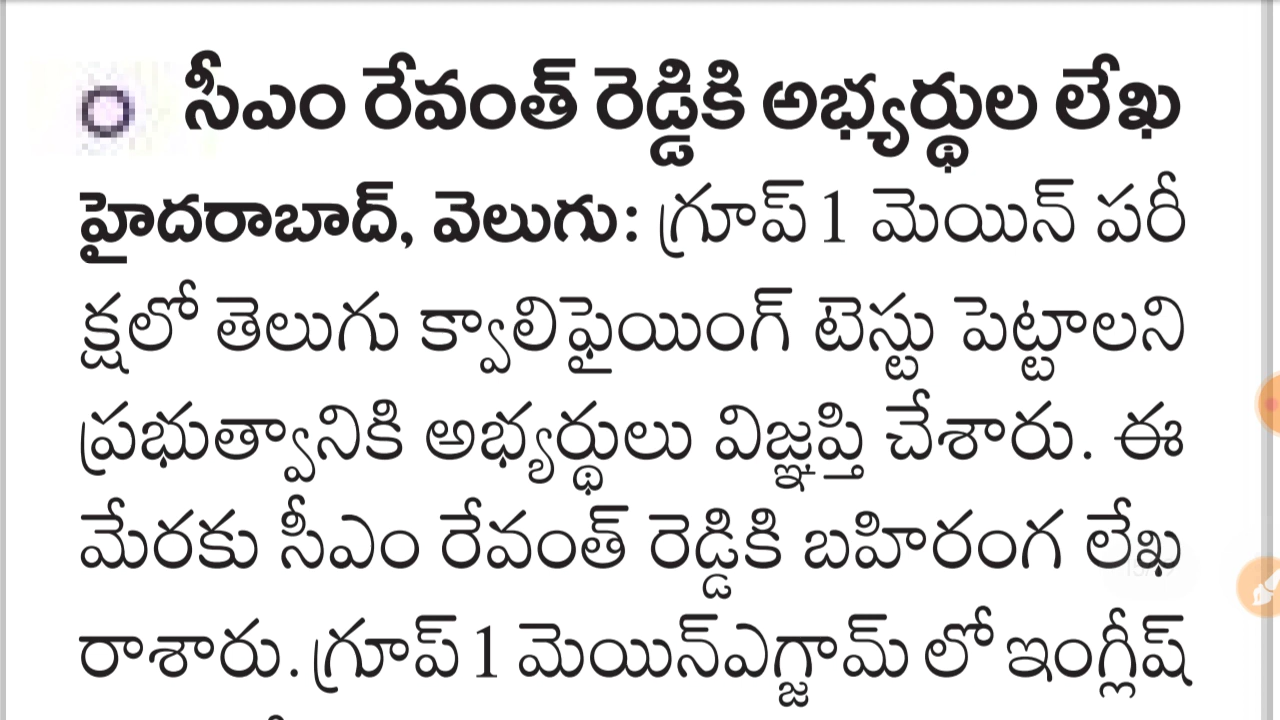 సీఎం రేవంత్ రెడ్డికి అభ్యర్థుల లేఖ
హైదరాబాద్, వెలుగు: గ్రూప్ 1 మెయిన్ పరీ
క్షలో తెలుగు క్వాలిఫైయింగ్ టెస్టు పెట్టాలని
ప్రభుత్వానికి అభ్యర్థులు విజ్ఞప్తి చేశారు. ఈ
మేరకు సీఎం రేవంత్ రెడ్డికి బహిరంగ లేఖ
రాశారు. గ్రూప్ 1 మెయిన్ఎగ్జామ్ లో ఇంగ్లీష్